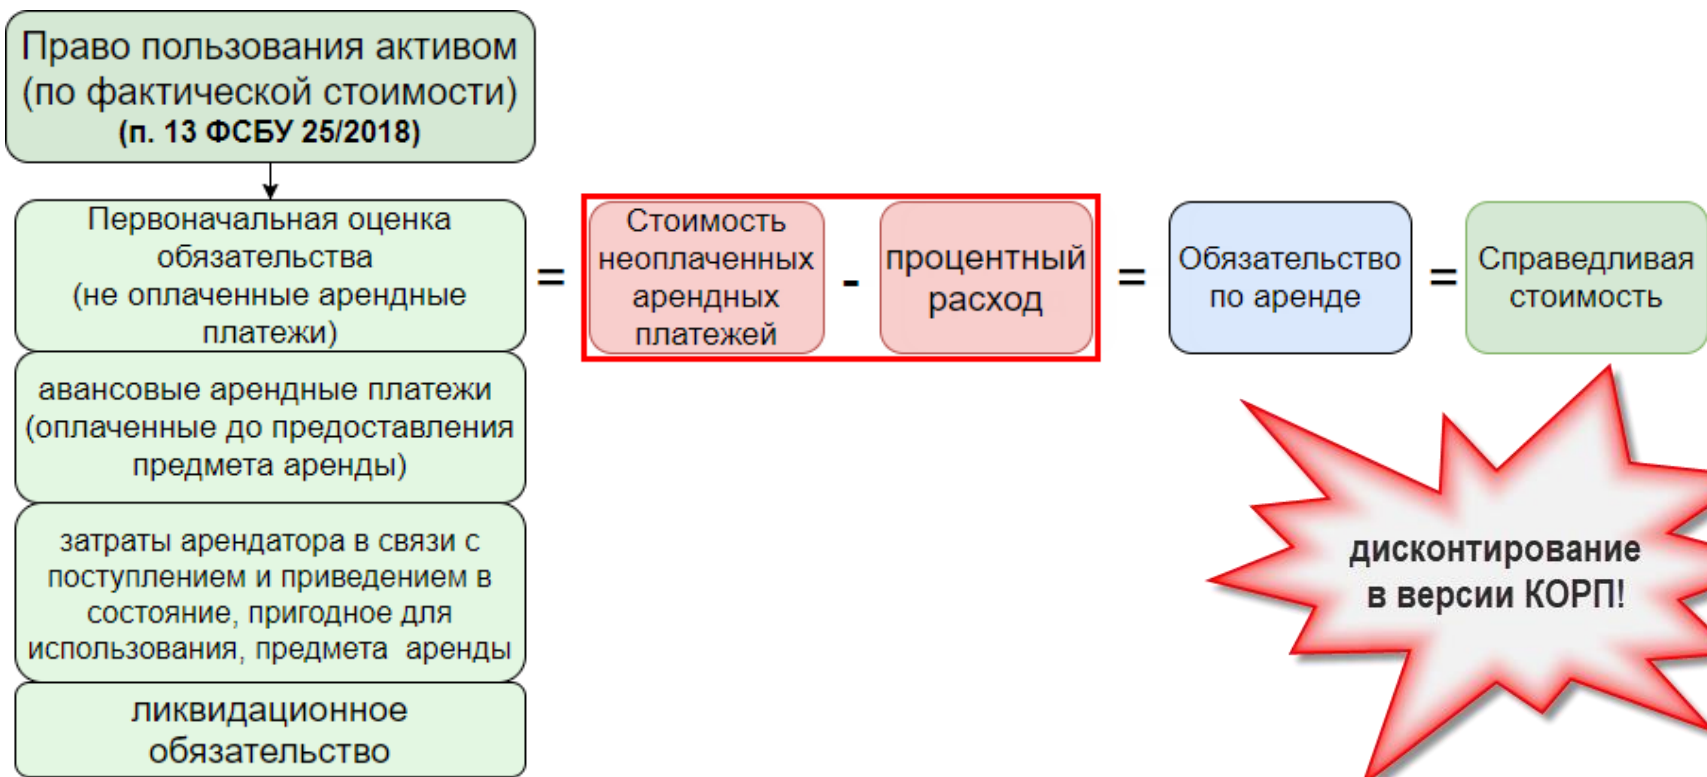 Право пользования активом
(по фактической стоимости)
(п. 13 ФСБУ 25/2018)
Первоначальная оценка
обязательства
(не оплаченные арендные
платежи)
=
Стоимость
неоплаченных
арендных
платежей
-
процентный
расход
=
Обязательство
по аренде
=
Справедливая
стоимость
авансовые арендные платежи
(оплаченные до предоставления
предмета аренды)
затраты арендатора в связи с
поступлением и приведением в
состояние, пригодное для
использования, предмета аренды
ликвидационное
обязательство
дисконтирование
в версии КОРП!